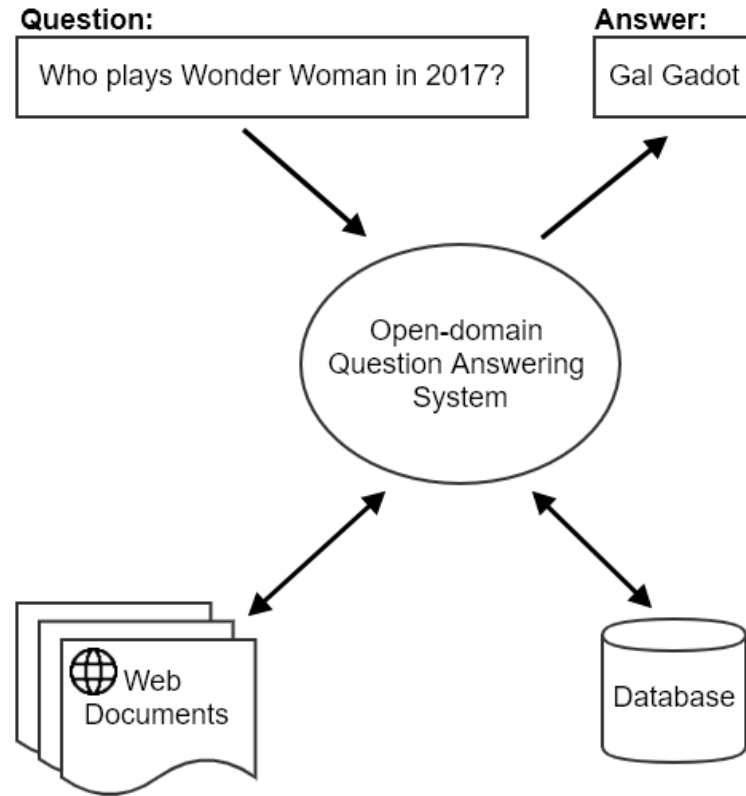 Question:
Answer:
Who plays Wonder Woman in 2017?
Gal Gadot
Open-domain
Question Answering
System
Web
Documents
Database